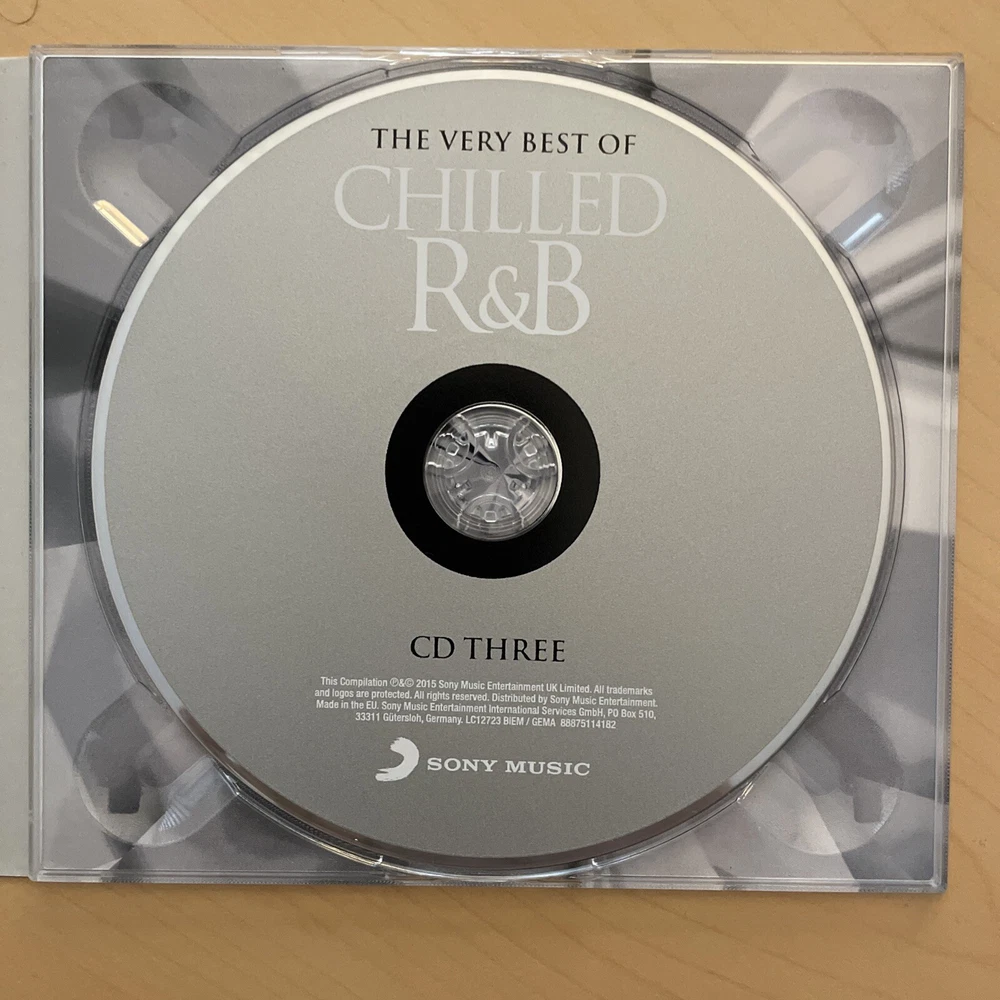 THE VERY BEST OF
CHILLED
R&B
CD THREE
This Compilation ℗&© 2015 Sony Music Entertainment UK Limited. All trademarks
and logos are protected. All rights reserved. Distributed by Sony Music Entertainment.
Made in the EU. Sony Music Entertainment International Services GmbH, PO Box 510,
33311 Gütersloh, Germany. LC12723 BIEM / GEMA 88875114182
SONY MUSIC